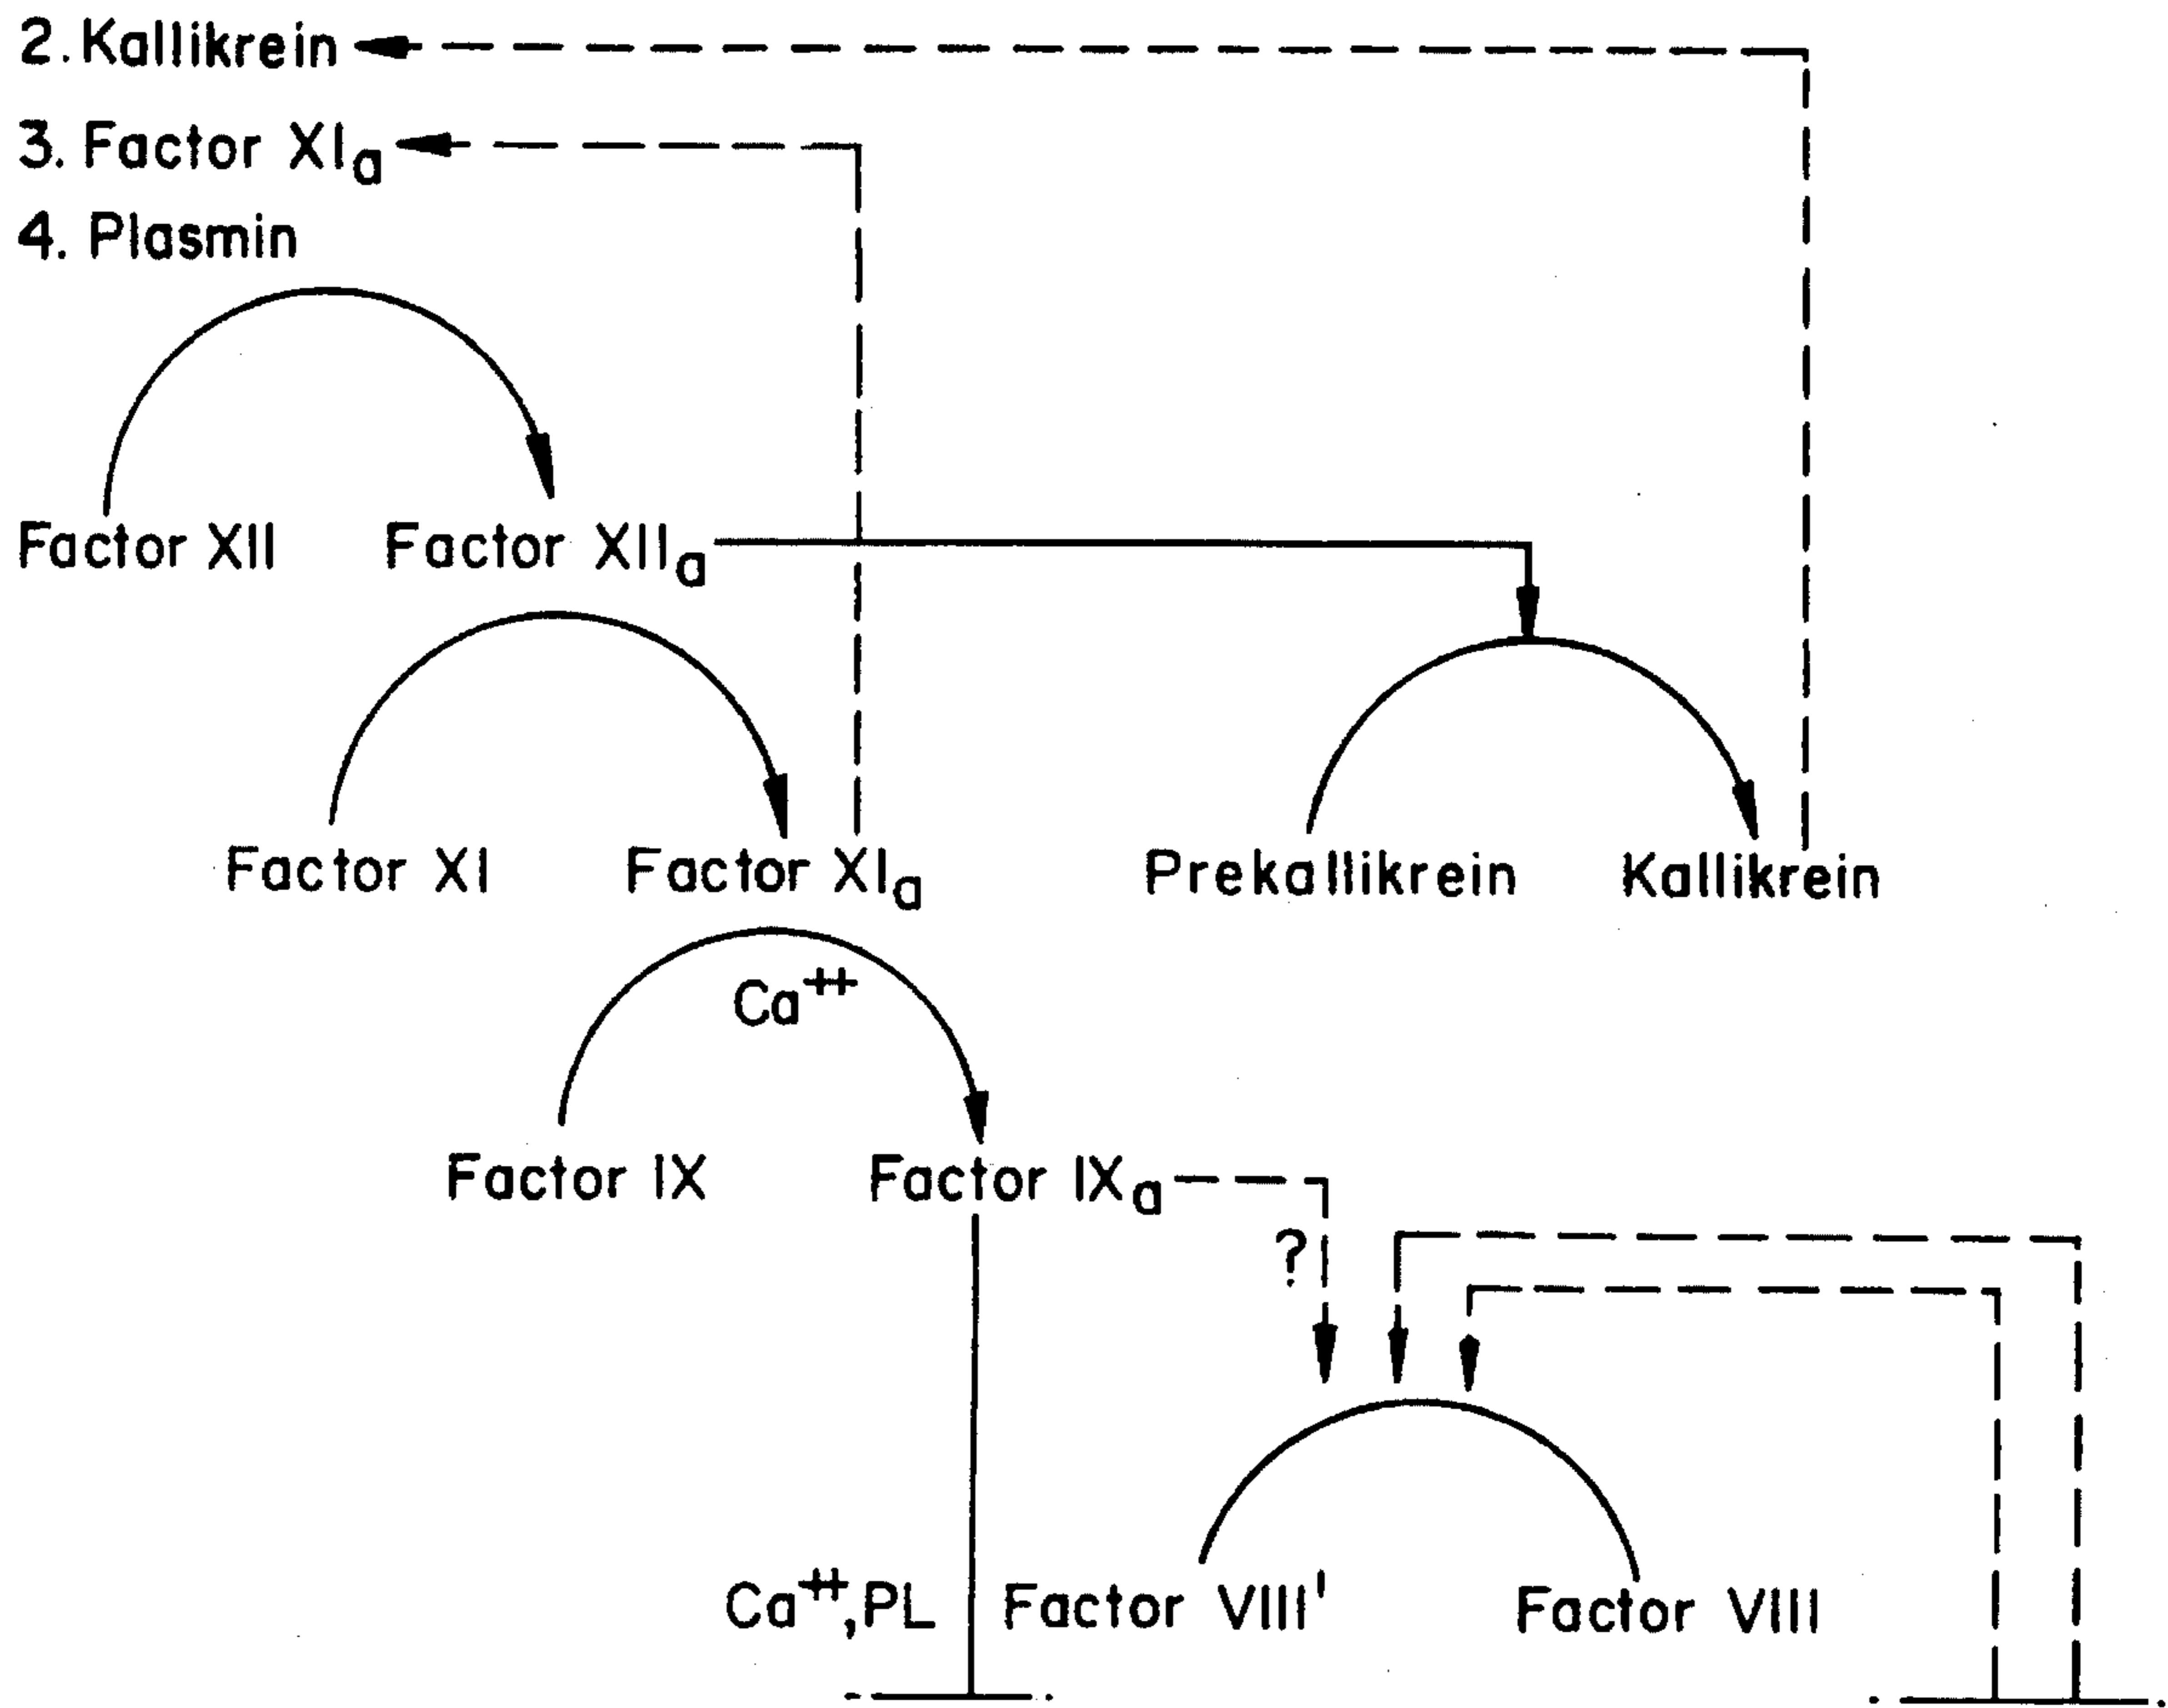 2. Kallikrein
3. Factor XIa
4. Plasmin
Factor XII Factor XIIa
Factor XI Factor XIa Prekallikrein Kallikrein
Ca++
Factor IX Factor IXa
?
Ca++, PL Factor VIII' Factor VIII